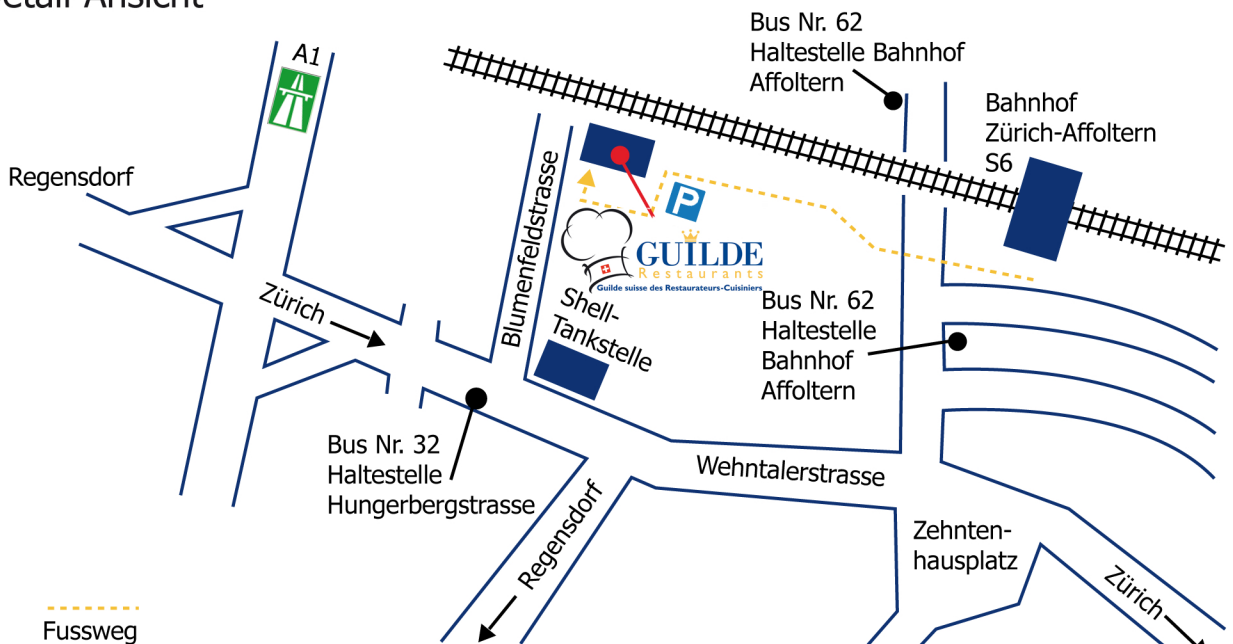 Ansicht
Bus Nr. 62
Haltestelle Bahnhof
Affoltern
A1
Bahnhof
Zürich-Affoltern
S6
Regensdorf
Blumenfeldstrasse
P
GUILDE
Restaurants
Guilde suisse des Restaurateurs-Cuisiniers
Zürich
Shell-
Tankstelle
Bus Nr. 62
Haltestelle
Bahnhof
Affoltern
Bus Nr. 32
Haltestelle
Hungerbergstrasse
Wehntalerstrasse
Regensdorf
Zehnten-
hausplatz
Zürich
Fussweg